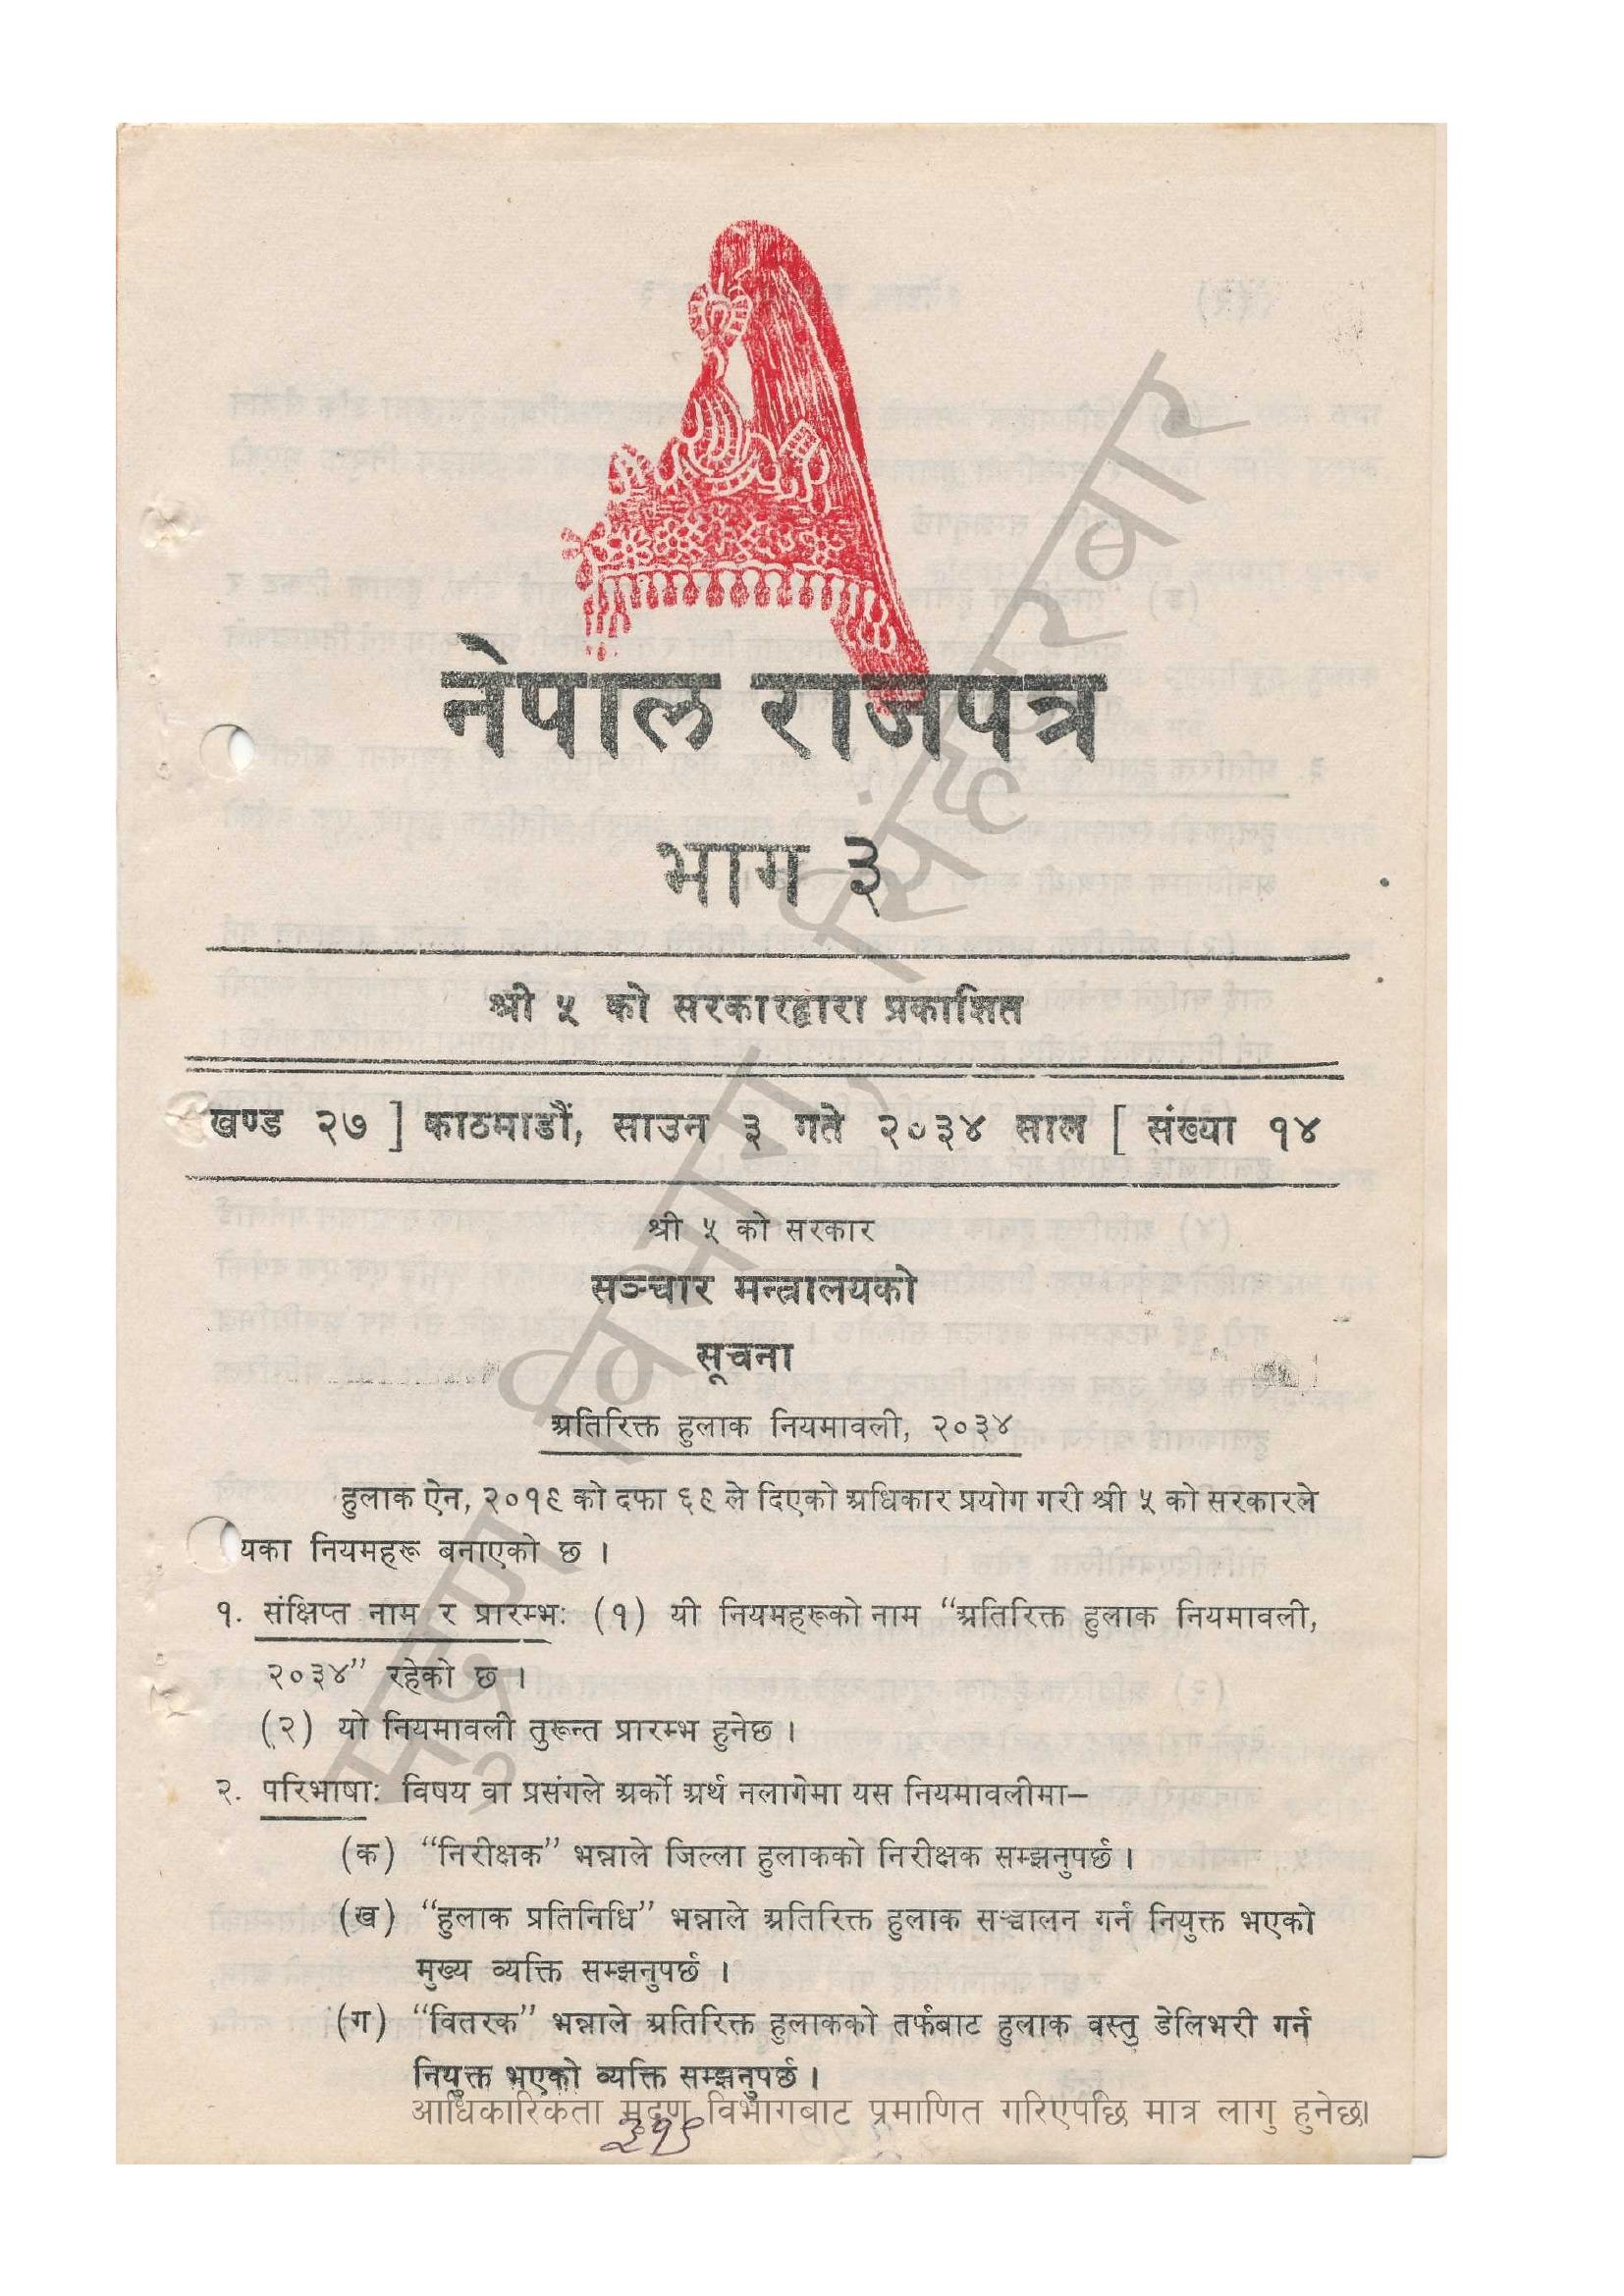 नेपाल राजपत्र
भाग ३
श्री ५ को सरकारद्वारा प्रकाशित
खण्ड २७ ] काठमाडौं, साउन ३ गते २०३४ साल [ संख्या १४
श्री ५ को सरकार
सञ्चार मन्त्रालयको
सूचना
अतिरिक्त हुलाक नियमावली, २०३४
हुलाक ऐन, २०१९ को दफा ६९ ले दिएको अधिकार प्रयोग गरी श्री ५ को सरकारले
यका नियमहरू बनाएको छ ।
१. संक्षिप्त नाम र प्रारम्भः (१) यी नियमहरूको नाम “अतिरिक्त हुलाक नियमावली,
२०३४” रहेको छ ।
(२) यो नियमावली तुरून्त प्रारम्भ हुनेछ ।
२. परिभाषाः विषय वा प्रसंगले अर्को अर्थ नलागेमा यस नियमावलीमा–
(क) “निरीक्षक” भन्नाले जिल्ला हुलाकको निरीक्षक सम्झनुपर्छ ।
(ख) “हुलाक प्रतिनिधि” भन्नाले अतिरिक्त हुलाक सञ्चालन गर्न नियुक्त भएको
मुख्य व्यक्ति सम्झनुपर्छ ।
(ग) “वितरक” भन्नाले अतिरिक्त हुलाकको तर्फबाट हुलाक वस्तु डेलिभरी गर्न
नियुक्त भएको व्यक्ति सम्झनुपर्छ ।
आधिकारिकता मुद्रण विभागबाट प्रमाणित गरिएपछि मात्र लागु हुनेछ।
३१९
मुद्रण विभाग, सिंहदरबार